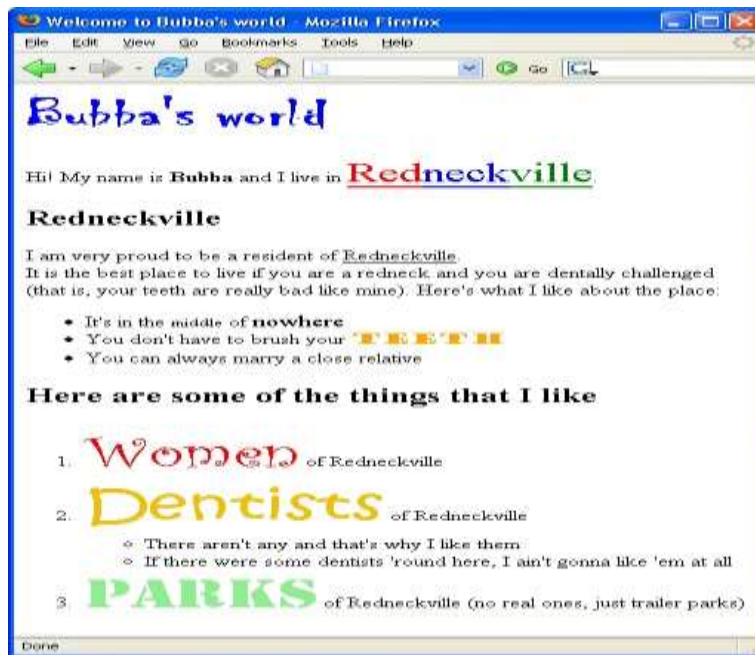 Welcome to Bubba's world - Mozilla Firefox
File Edit View Go Bookmarks Tools Help
Go
Bubba's world
Hi! My name is Bubba and I live in Redneckville
Redneckville
I am very proud to be a resident of Redneckville.
It is the best place to live if you are a redneck and you are dentally challenged
(that is, your teeth are really bad like mine). Here's what I like about the place:
• It's in the middle of nowhere
• You don't have to brush your TEETH
• You can always marry a close relative
Here are some of the things that I like
1. Women of Redneckville
2. Dentists of Redneckville
○ There aren't any and that's why I like them
○ If there were some dentists 'round here, I ain't gonna like 'em at all
3. PARKS of Redneckville (no real ones, just trailer parks)
Done